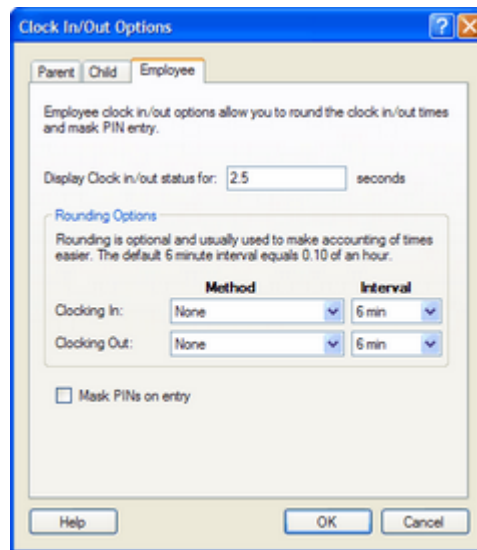 Clock In/Out Options
Parent Child Employee
Employee clock in/out options allow you to round the clock in/out times
and mask PIN entry.
Display Clock in/out status for: 2.5 seconds
Rounding Options
Rounding is optional and usually used to make accounting of times
easier. The default 6 minute interval equals 0.10 of an hour.
Method Interval
Clocking In: None 6 min
Clocking Out: None 6 min
Mask PINs on entry
Help OK Cancel